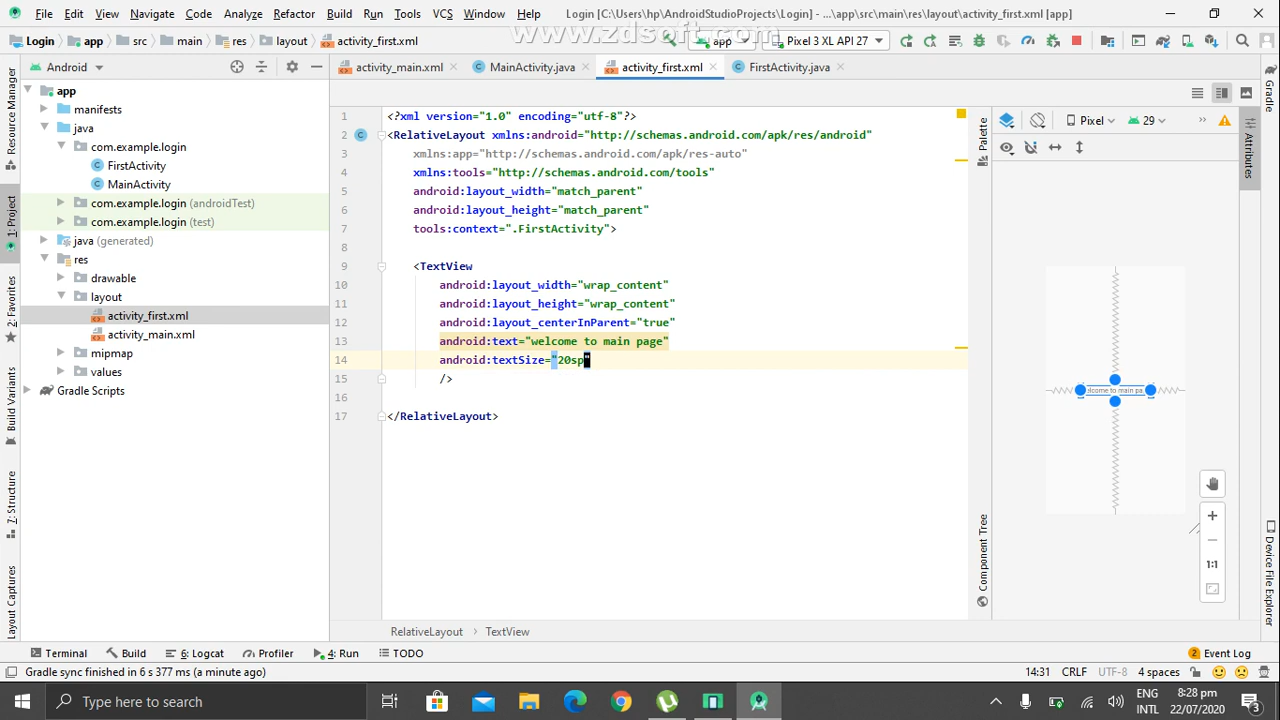 File Edit View Navigate Code Analyze Refactor Build Run Tools VCS Window Help Login [C:\Users\hp\AndroidStudioProjects\Login] - ...\app\src\main\res\layout\activity_first.xml [app]
www.zdsoft.com
Login app src main res layout activity_first.xml app Pixel 3 XL API 27
Android activity_main.xml MainActivity.java activity_first.xml FirstActivity.java
Resource Manager
1: Project
2: Favorites
Build Variants
7: Structure
Layout Captures
app
manifests
java
com.example.login
FirstActivity
MainActivity
com.example.login (androidTest)
com.example.login (test)
java (generated)
res
drawable
layout
activity_first.xml
activity_main.xml
mipmap
values
Gradle Scripts
1 <?xml version="1.0" encoding="utf-8"?>
2 <RelativeLayout xmlns:android="http://schemas.android.com/apk/res/android"
3 xmlns:app="http://schemas.android.com/apk/res-auto"
4 xmlns:tools="http://schemas.android.com/tools"
5 android:layout_width="match_parent"
6 android:layout_height="match_parent"
7 tools:context=".FirstActivity">
8
9 <TextView
10 android:layout_width="wrap_content"
11 android:layout_height="wrap_content"
12 android:layout_centerInParent="true"
13 android:text="welcome to main page"
14 android:textSize="20sp"
15 />
16
17 </RelativeLayout>
RelativeLayout TextView
Palette
Component Tree
Pixel 29
elcome to main pa
1:1
Attributes
Gradle
Device File Explorer
Terminal Build 6: Logcat Profiler 4: Run TODO 2 Event Log
Gradle sync finished in 6 s 377 ms (a minute ago) 14:31 CRLF UTF-8 4 spaces
Type here to search
ENG
INTL
8:28 pm
22/07/2020
3